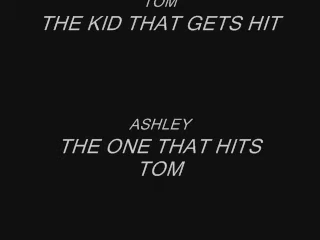 TOM
THE KID THAT GETS HIT
ASHLEY
THE ONE THAT HITS
TOM